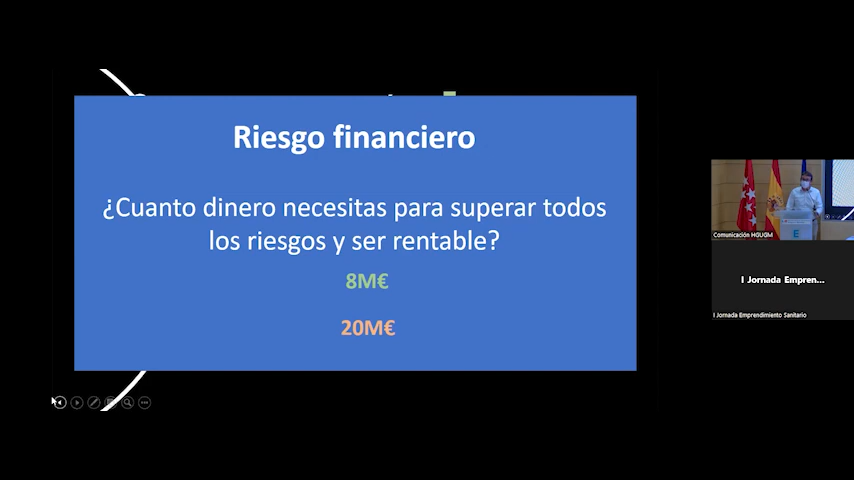 Riesgo financiero
¿Cuanto dinero necesitas para superar todos
los riesgos y ser rentable?
8M€
20M€
Comunicación HGUGM
I Jornada Empren...
I Jornada Emprendimiento Sanitario